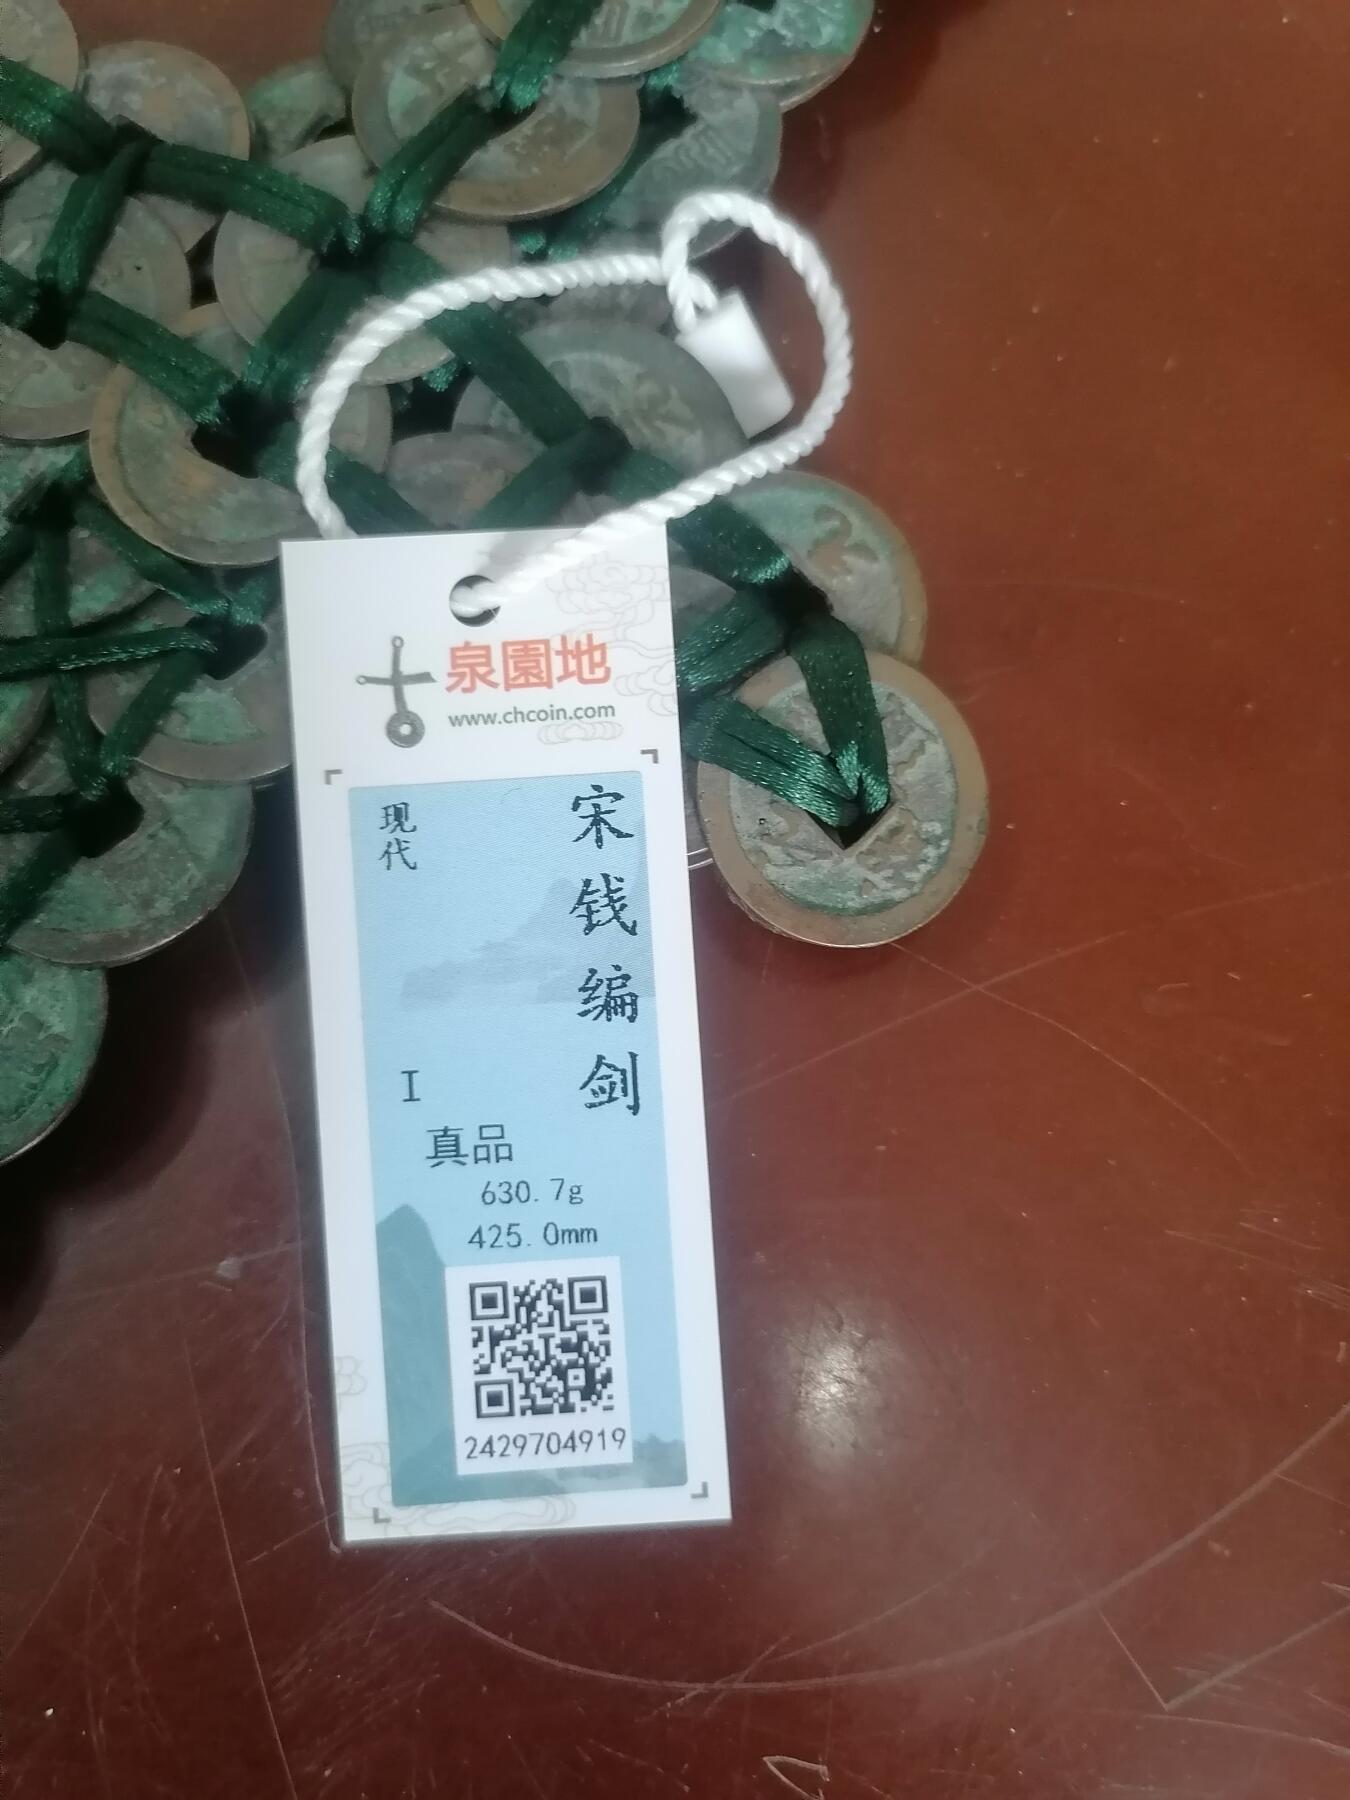 泉園地
www.chcoin.com
宋钱编剑
现代
I
真品
630.7g
425.0mm
2429704919